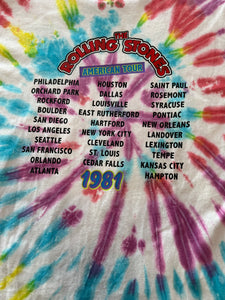 THE
ROLLING STONES
AMERICAN TOUR
PHILADELPHIA HOUSTON SAINT PAUL
ORCHARD PARK DALLAS ROSEMONT
ROCKFORD LOUISVILLE SYRACUSE
BOULDER EAST RUTHERFORD PONTIAC
SAN DIEGO HARTFORD NEW ORLEANS
LOS ANGELES NEW YORK CITY LANDOVER
SEATTLE CLEVELAND LEXINGTON
SAN FRANCISCO ST. LOUIS TEMPE
ORLANDO CEDAR FALLS KANSAS CITY
ATLANTA 1981 HAMPTON